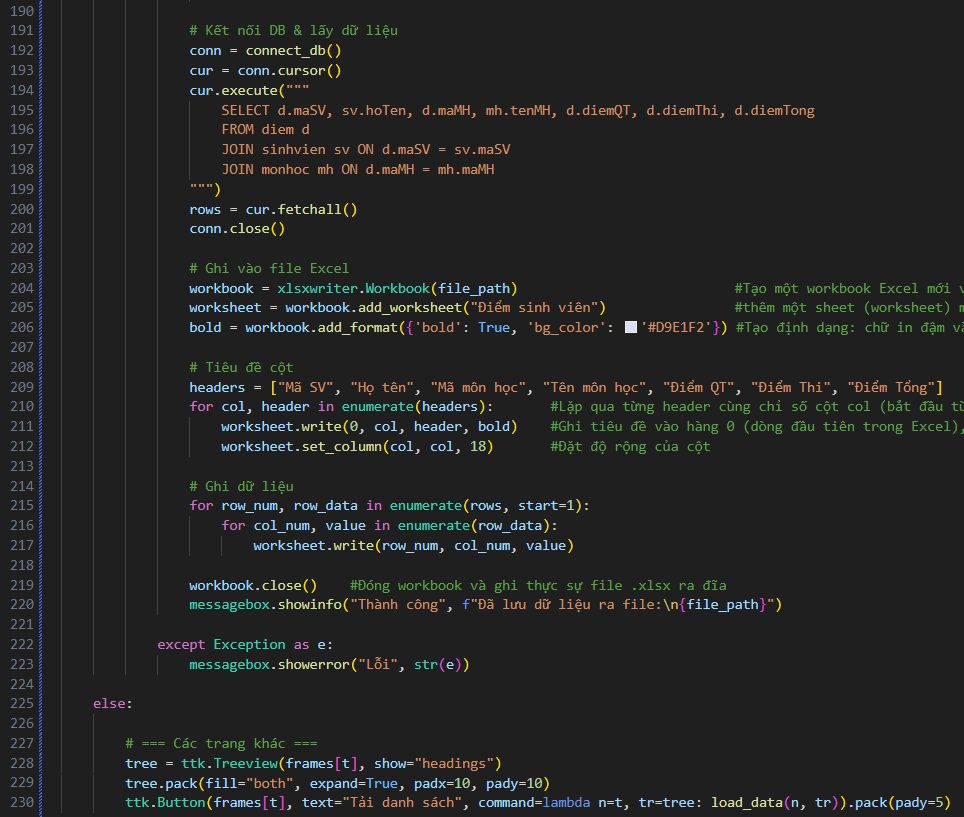 190
191 # Kết nối DB & lấy dữ liệu
192 conn = connect_db()
193 cur = conn.cursor()
194 cur.execute("""
195 SELECT d.maSV, sv.hoTen, d.maMH, mh.tenMH, d.diemQT, d.diemThi, d.diemTong
196 FROM diem d
197 JOIN sinhvien sv ON d.maSV = sv.maSV
198 JOIN monhoc mh ON d.maMH = mh.maMH
199 """)
200 rows = cur.fetchall()
201 conn.close()
202
203 # Ghi vào file Excel
204 workbook = xlsxwriter.Workbook(file_path) #Tạo một workbook Excel mới
205 worksheet = workbook.add_worksheet("Điểm sinh viên") #thêm một sheet (worksheet)
206 bold = workbook.add_format({'bold': True, 'bg_color': '#D9E1F2'}) #Tạo định dạng: chữ in đậm
207
208 # Tiêu đề cột
209 headers = ["Mã SV", "Họ tên", "Mã môn học", "Tên môn học", "Điểm QT", "Điểm Thi", "Điểm Tổng"]
210 for col, header in enumerate(headers): #Lặp qua từng header cùng chỉ số cột col (bắt đầu
211 worksheet.write(0, col, header, bold) #Ghi tiêu đề vào hàng 0 (dòng đầu tiên trong Excel),
212 worksheet.set_column(col, col, 18) #Đặt độ rộng của cột
213
214 # Ghi dữ liệu
215 for row_num, row_data in enumerate(rows, start=1):
216 for col_num, value in enumerate(row_data):
217 worksheet.write(row_num, col_num, value)
218
219 workbook.close() #Đóng workbook và ghi thực sự file .xlsx ra đĩa
220 messagebox.showinfo("Thành công", f"Đã lưu dữ liệu ra file:\n{file_path}")
221
222 except Exception as e:
223 messagebox.showerror("Lỗi", str(e))
224
225 else:
226
227 # === Các trang khác ===
228 tree = ttk.Treeview(frames[t], show="headings")
229 tree.pack(fill="both", expand=True, padx=10, pady=10)
230 ttk.Button(frames[t], text="Tải danh sách", command=lambda n=t, tr=tree: load_data(n, tr)).pack(pady=5)